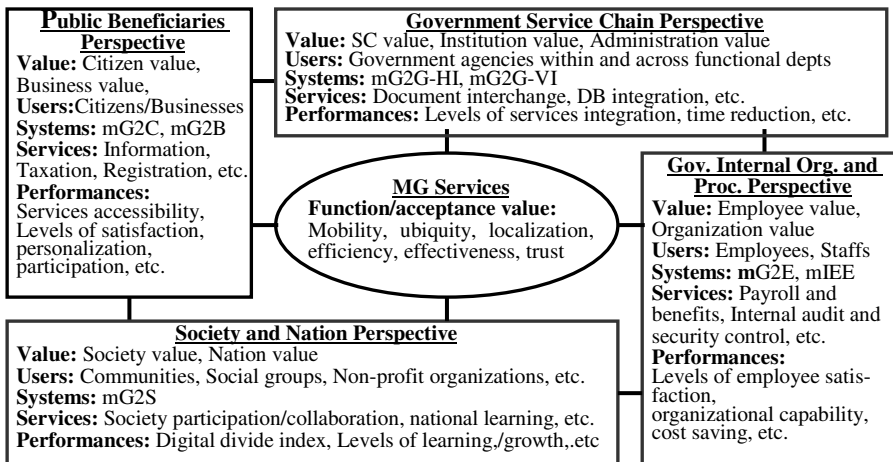 Public Beneficiaries
Perspective
Value: Citizen value,
Business value,
Users:Citizens/Businesses
Systems: mG2C, mG2B
Services: Information,
Taxation, Registration, etc.
Performances:
Services accessibility,
Levels of satisfaction,
personalization,
participation, etc.
Government Service Chain Perspective
Value: SC value, Institution value, Administration value
Users: Government agencies within and across functional depts
Systems: mG2G-HI, mG2G-VI
Services: Document interchange, DB integration, etc.
Performances: Levels of services integration, time reduction, etc.
MG Services
Function/acceptance value:
Mobility, ubiquity, localization,
efficiency, effectiveness, trust
Gov. Internal Org. and
Proc. Perspective
Value: Employee value,
Organization value
Users: Employees, Staffs
Systems: mG2E, mIEE
Services: Payroll and
benefits, Internal audit and
security control, etc.
Performances:
Levels of employee satis-
faction,
organizational capability,
cost saving, etc.
Society and Nation Perspective
Value: Society value, Nation value
Users: Communities, Social groups, Non-profit organizations, etc.
Systems: mG2S
Services: Society participation/collaboration, national learning, etc.
Performances: Digital divide index, Levels of learning,/growth,.etc